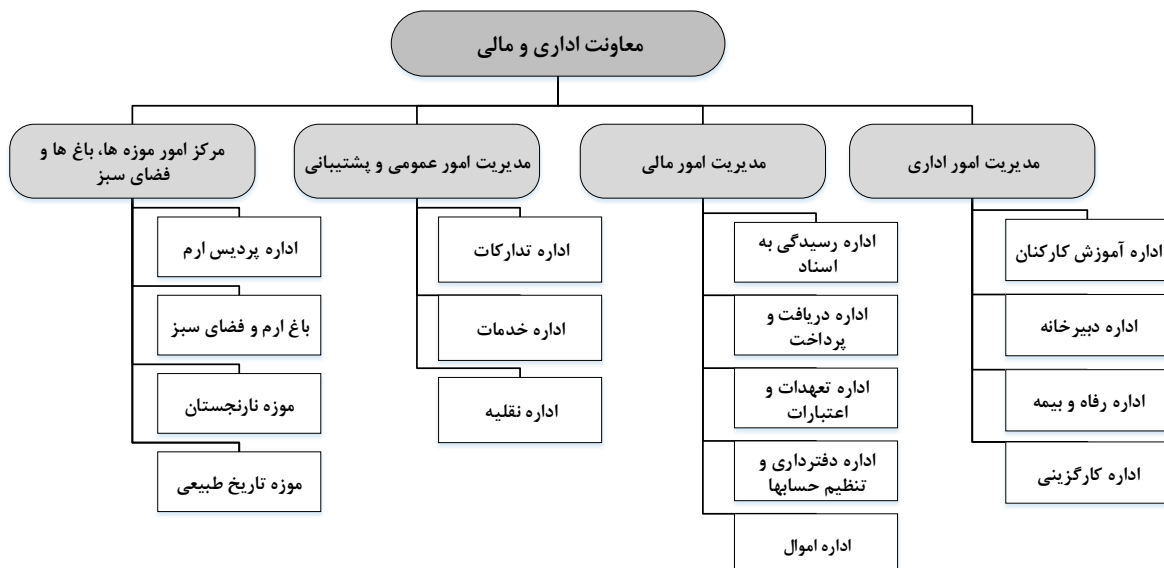 معاونت اداری و مالی
مدیریت امور اداری
مدیریت امور مالی
مدیریت امور عمومی و پشتیبانی
مرکز امور موزه ها، باغ ها و
فضای سبز
اداره آموزش کارکنان
اداره دبیرخانه
اداره رفاه و بیمه
اداره کارگزینی
اداره رسیدگی به
اسناد
اداره دریافت و
پرداخت
اداره تعهدات و
اعتبارات
اداره دفترداری و
تنظیم حسابها
اداره اموال
اداره تدارکات
اداره خدمات
اداره نقلیه
اداره پردیس ارم
باغ ارم و فضای سبز
موزه نارنجستان
موزه تاریخ طبیعی